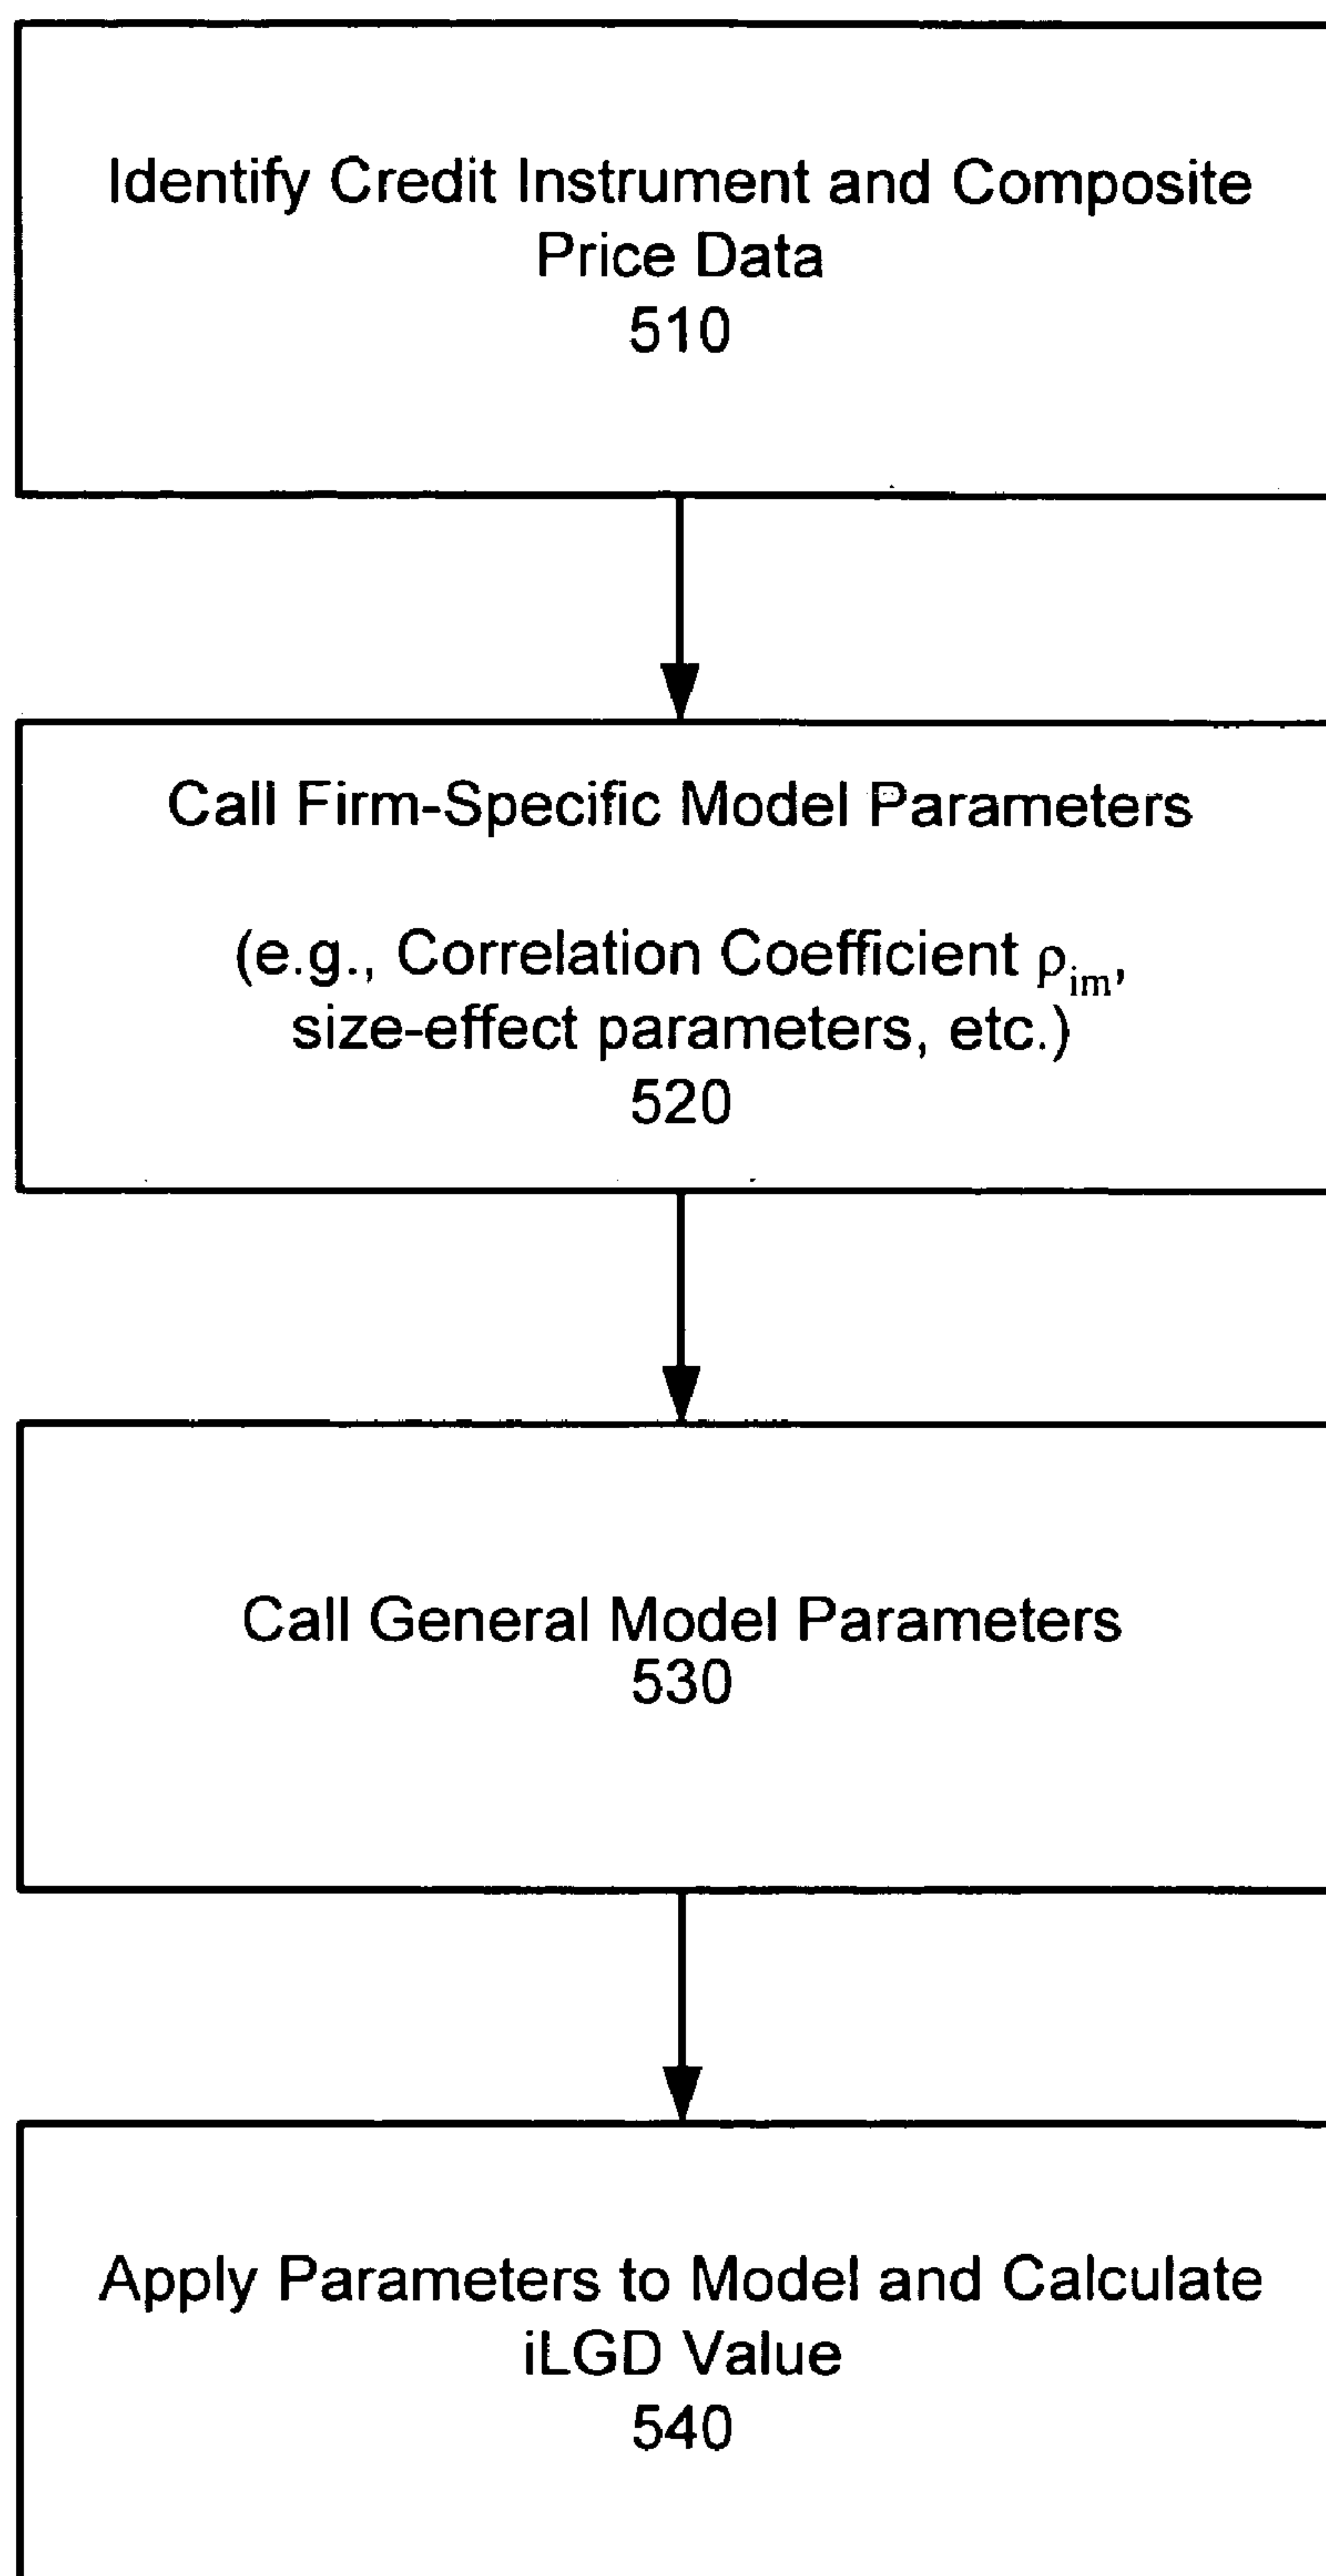 Identify Credit Instrument and Composite
Price Data
510
Call Firm-Specific Model Parameters
(e.g., Correlation Coefficient ρim,
size-effect parameters, etc.)
520
Call General Model Parameters
530
Apply Parameters to Model and Calculate
iLGD Value
540